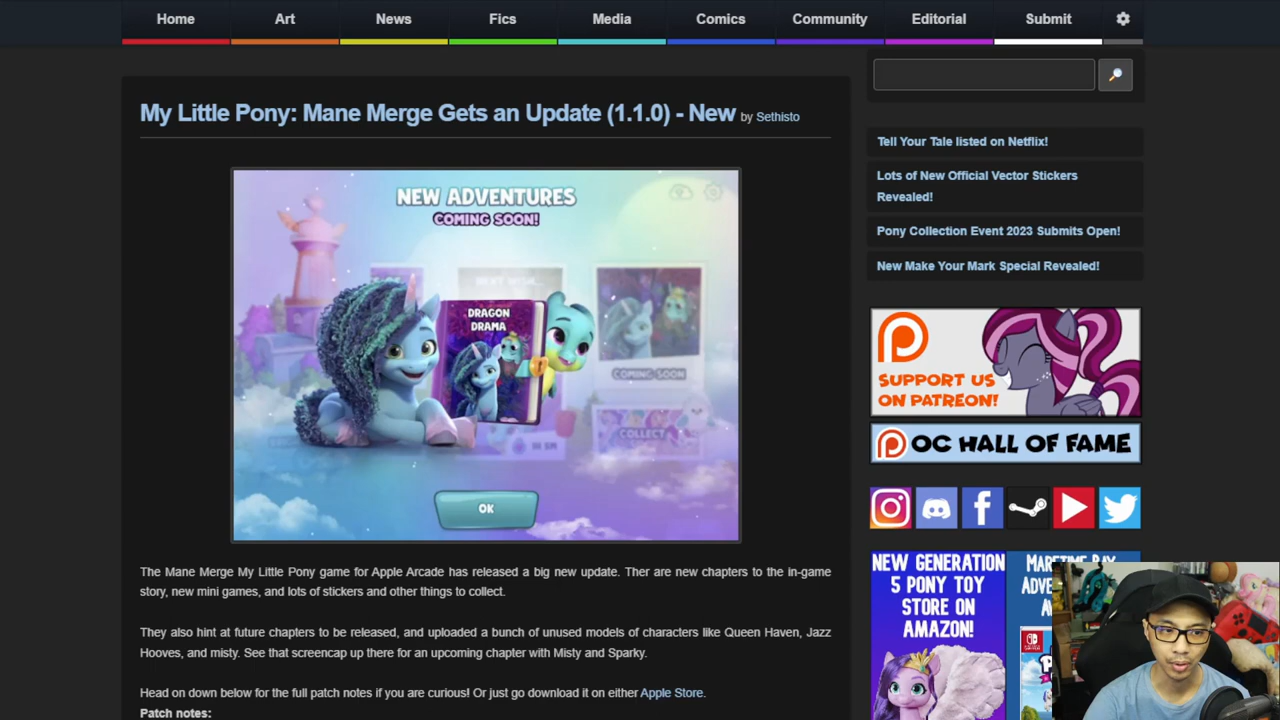 Home Art News Fics Media Comics Community Editorial Submit
My Little Pony: Mane Merge Gets an Update (1.1.0) - New by Sethisto
NEW ADVENTURES
COMING SOON!
DRAGON
DRAMA
COMING SOON
COLLECT
OK
The Mane Merge My Little Pony game for Apple Arcade has released a big new update. Ther are new chapters to the in-game
story, new mini games, and lots of stickers and other things to collect.
They also hint at future chapters to be released, and uploaded a bunch of unused models of characters like Queen Haven, Jazz
Hooves, and misty. See that screencap up there for an upcoming chapter with Misty and Sparky.
Head on down below for the full patch notes if you are curious! Or just go download it on either Apple Store.
Patch notes:
Tell Your Tale listed on Netflix!
Lots of New Official Vector Stickers
Revealed!
Pony Collection Event 2023 Submits Open!
New Make Your Mark Special Revealed!
SUPPORT US
ON PATREON!
OC HALL OF FAME
NEW GENERATION
5 PONY TOY
STORE ON
AMAZON!
MARETIME BAY